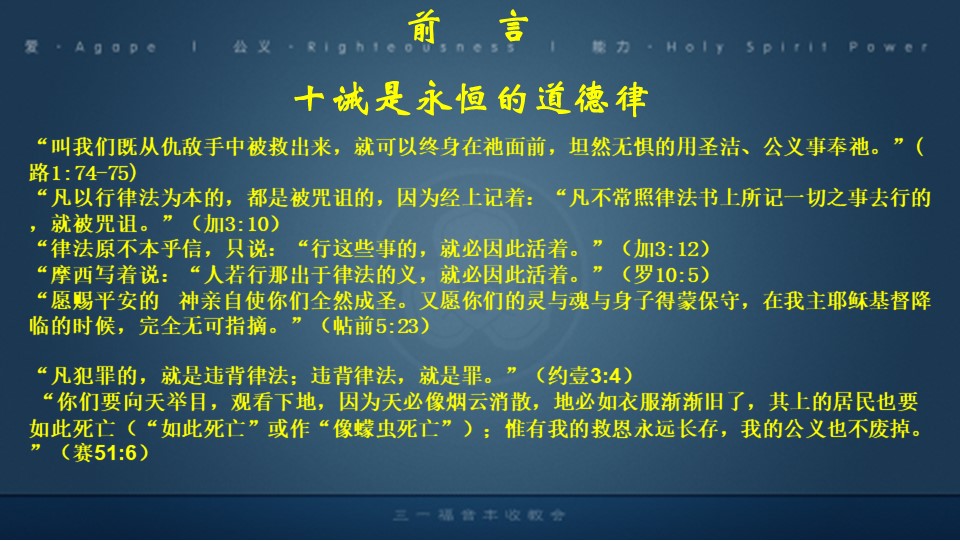 前 言
爱 · Agape | 公义 · Righteousness | 能力 · Holy Spirit Power
十诫是永恒的道德律
“叫我们既从仇敌手中被救出来，就可以终身在祂面前，坦然无惧的用圣洁、公义事奉祂。”(
路1:74-75)
“凡以行律法为本的，都是被咒诅的，因为经上记着：“凡不常照律法书上所记一切之事去行的
，就被咒诅。”（加3:10）
“律法原不本乎信，只说：“行这些事的，就必因此活着。”（加3:12）
“摩西写着说：“人若行那出于律法的义，就必因此活着。”（罗10:5）
“愿赐平安的 神亲自使你们全然成圣。又愿你们的灵与魂与身子得蒙保守，在我主耶稣基督降
临的时候，完全无可指摘。”（帖前5:23）
“凡犯罪的，就是违背律法；违背律法，就是罪。”（约壹3:4）
“你们要向天举目，观看下地，因为天必像烟云消散，地必如衣服渐渐旧了，其上的居民也要
如此死亡（“如此死亡”或作“像蠓虫死亡”）；惟有我的救恩永远长存，我的公义也不废掉。
”（赛51:6）
三一福音丰收教会